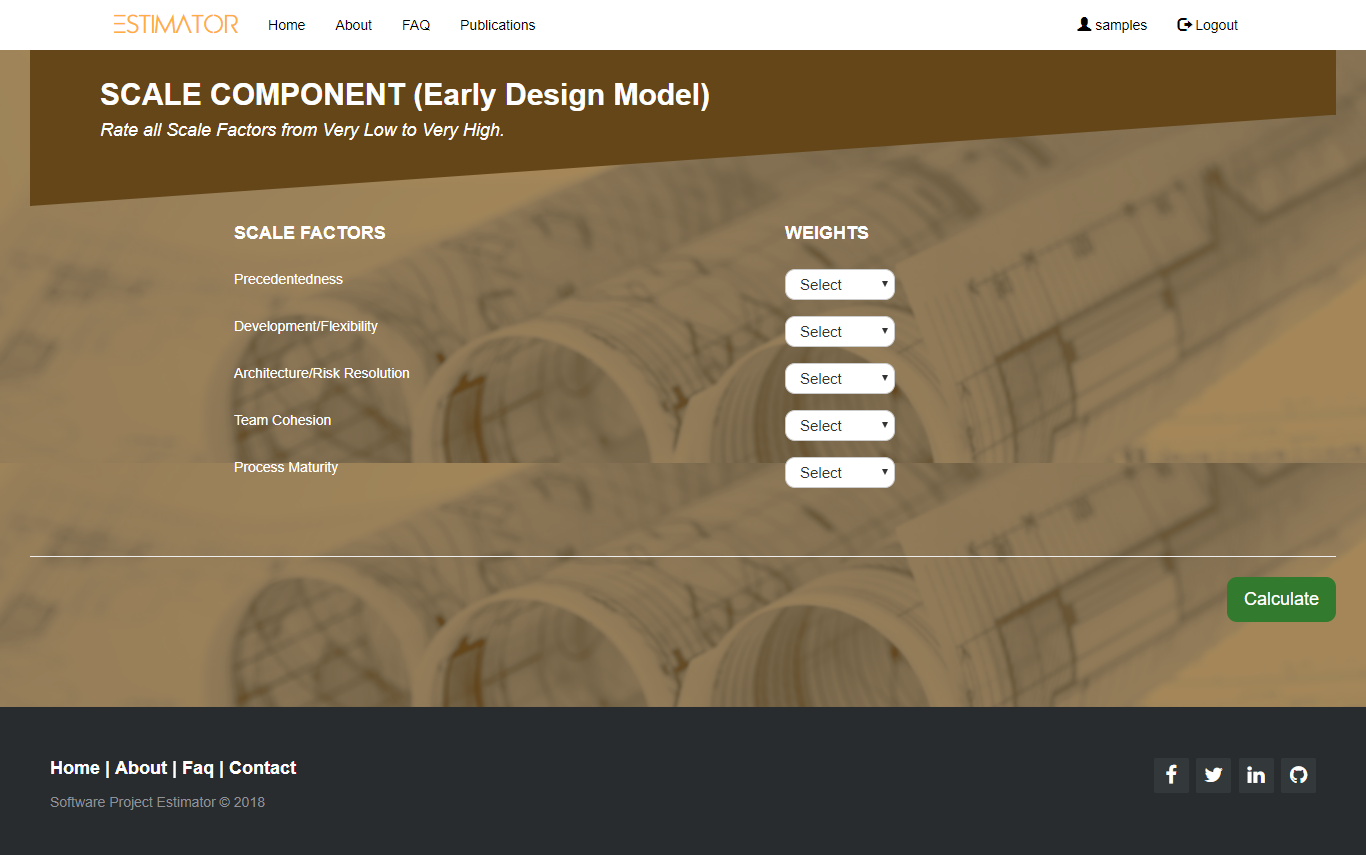 ESTIMATOR Home About FAQ Publications samples Logout
SCALE COMPONENT (Early Design Model)
Rate all Scale Factors from Very Low to Very High.
SCALE FACTORS WEIGHTS
Precedentedness Select
Development/Flexibility Select
Architecture/Risk Resolution Select
Team Cohesion Select
Process Maturity Select
Calculate
Home | About | Faq | Contact
Software Project Estimator © 2018